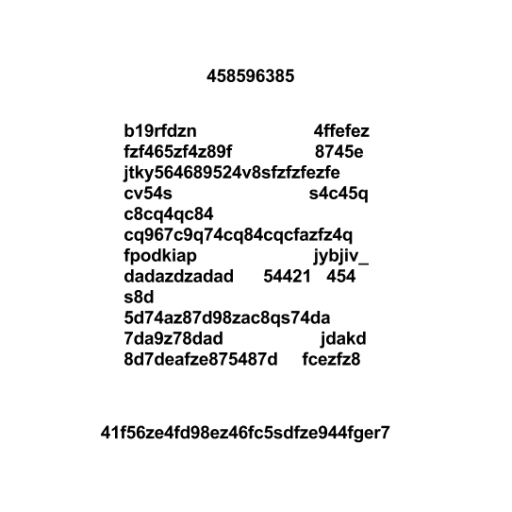 458596385
b19rfdzn 4ffefez
fzf465zf4z89f 8745e
jtky564689524v8sfzfzfezfe
cv54s s4c45q
c8cq4qc84
cq967c9q74cq84cqcfazfz4q
fpodkiap jybjiv_
dadazdzadad 54421 454
s8d
5d74az87d98zac8qs74da
7da9z78dad jdakd
8d7deafze875487d fcezfz8
41f56ze4fd98ez46fc5sdfze944fger7